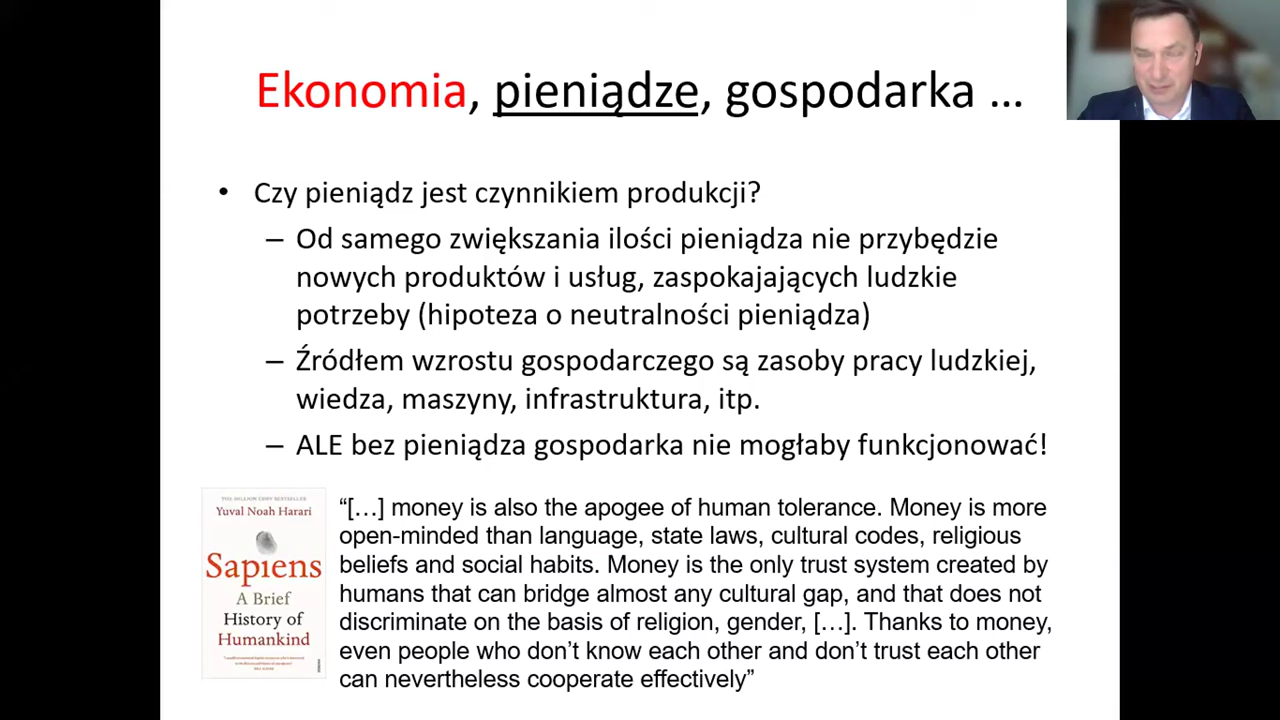 Ekonomia, pieniądze, gospodarka …
• Czy pieniądz jest czynnikiem produkcji?
– Od samego zwiększania ilości pieniądza nie przybędzie
nowych produktów i usług, zaspokajających ludzkie
potrzeby (hipoteza o neutralności pieniądza)
– Źródłem wzrostu gospodarczego są zasoby pracy ludzkiej,
wiedza, maszyny, infrastruktura, itp.
– ALE bez pieniądza gospodarka nie mogłaby funkcjonować!
THE MILLION COPY BESTSELLER
Yuval Noah Harari
Sapiens
A Brief
History of
Humankind
“[…] money is also the apogee of human tolerance. Money is more
open-minded than language, state laws, cultural codes, religious
beliefs and social habits. Money is the only trust system created by
humans that can bridge almost any cultural gap, and that does not
discriminate on the basis of religion, gender, […]. Thanks to money,
even people who don’t know each other and don’t trust each other
can nevertheless cooperate effectively”